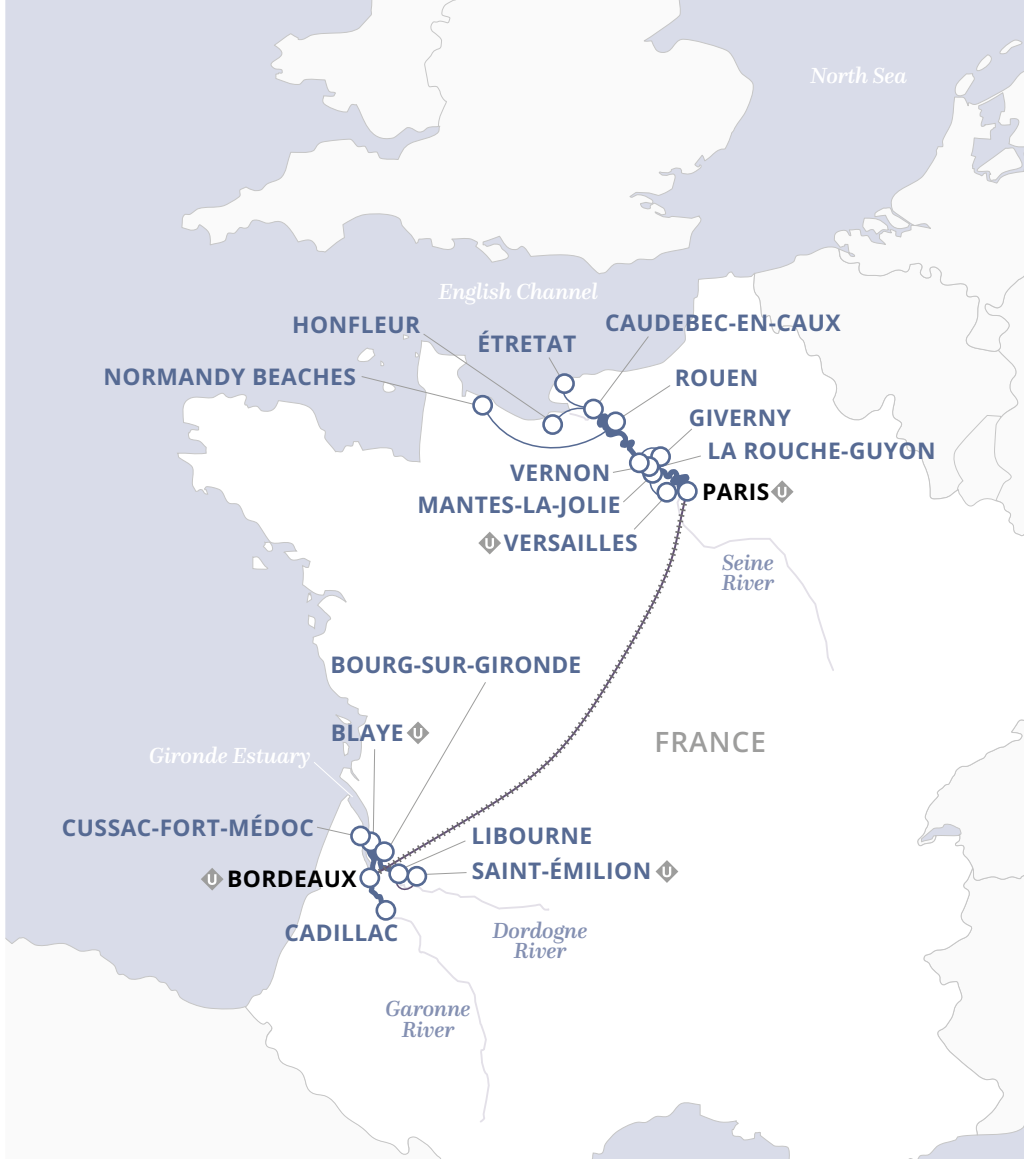 North Sea
English Channel
HONFLEUR
CAUDEBEC-EN-CAUX
ÉTRETAT
NORMANDY BEACHES
ROUEN
GIVERNY
LA ROUCHE-GUYON
VERNON
MANTES-LA-JOLIE
PARIS U
U VERSAILLES
Seine
River
BOURG-SUR-GIRONDE
BLAYE U
FRANCE
Gironde Estuary
CUSSAC-FORT-MÉDOC
LIBOURNE
SAINT-ÉMILION U
U BORDEAUX
CADILLAC
Dordogne
River
Garonne
River